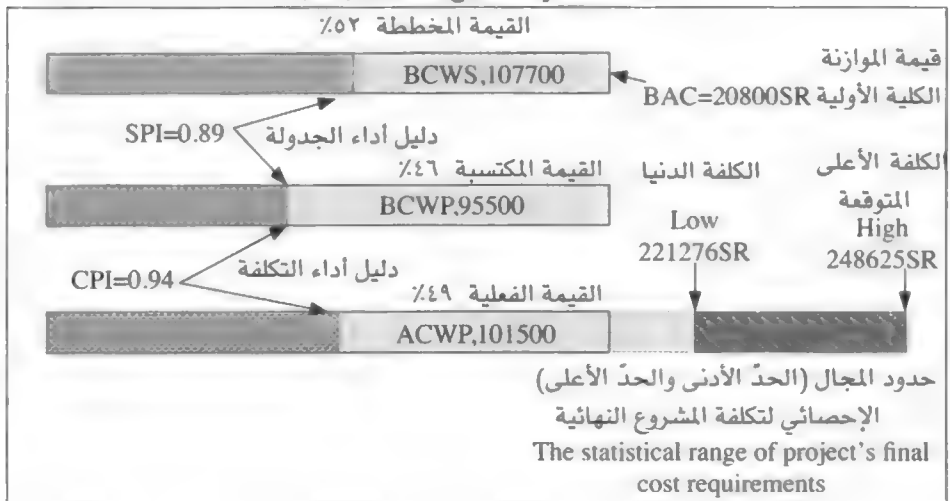 القيمة المخططة ٥٢٪
BCWS,107700
قيمة الموازنة
الكلية الأولية BAC=20800SR
SPI=0.89
دليل أداء الجدولة
القيمة المكتسبة ٤٦٪
BCWP,95500
الكلفة الدنيا
Low
221276SR
الكلفة الأعلى
المتوقعة
High
248625SR
CPI=0.94
دليل أداء التكلفة
القيمة الفعلية ٤٩٪
ACWP,101500
حدود المجال (الحدّ الأدنى والحدّ الأعلى)
الإحصائي لتكلفة المشروع النهائية
The statistical range of project's final
cost requirements